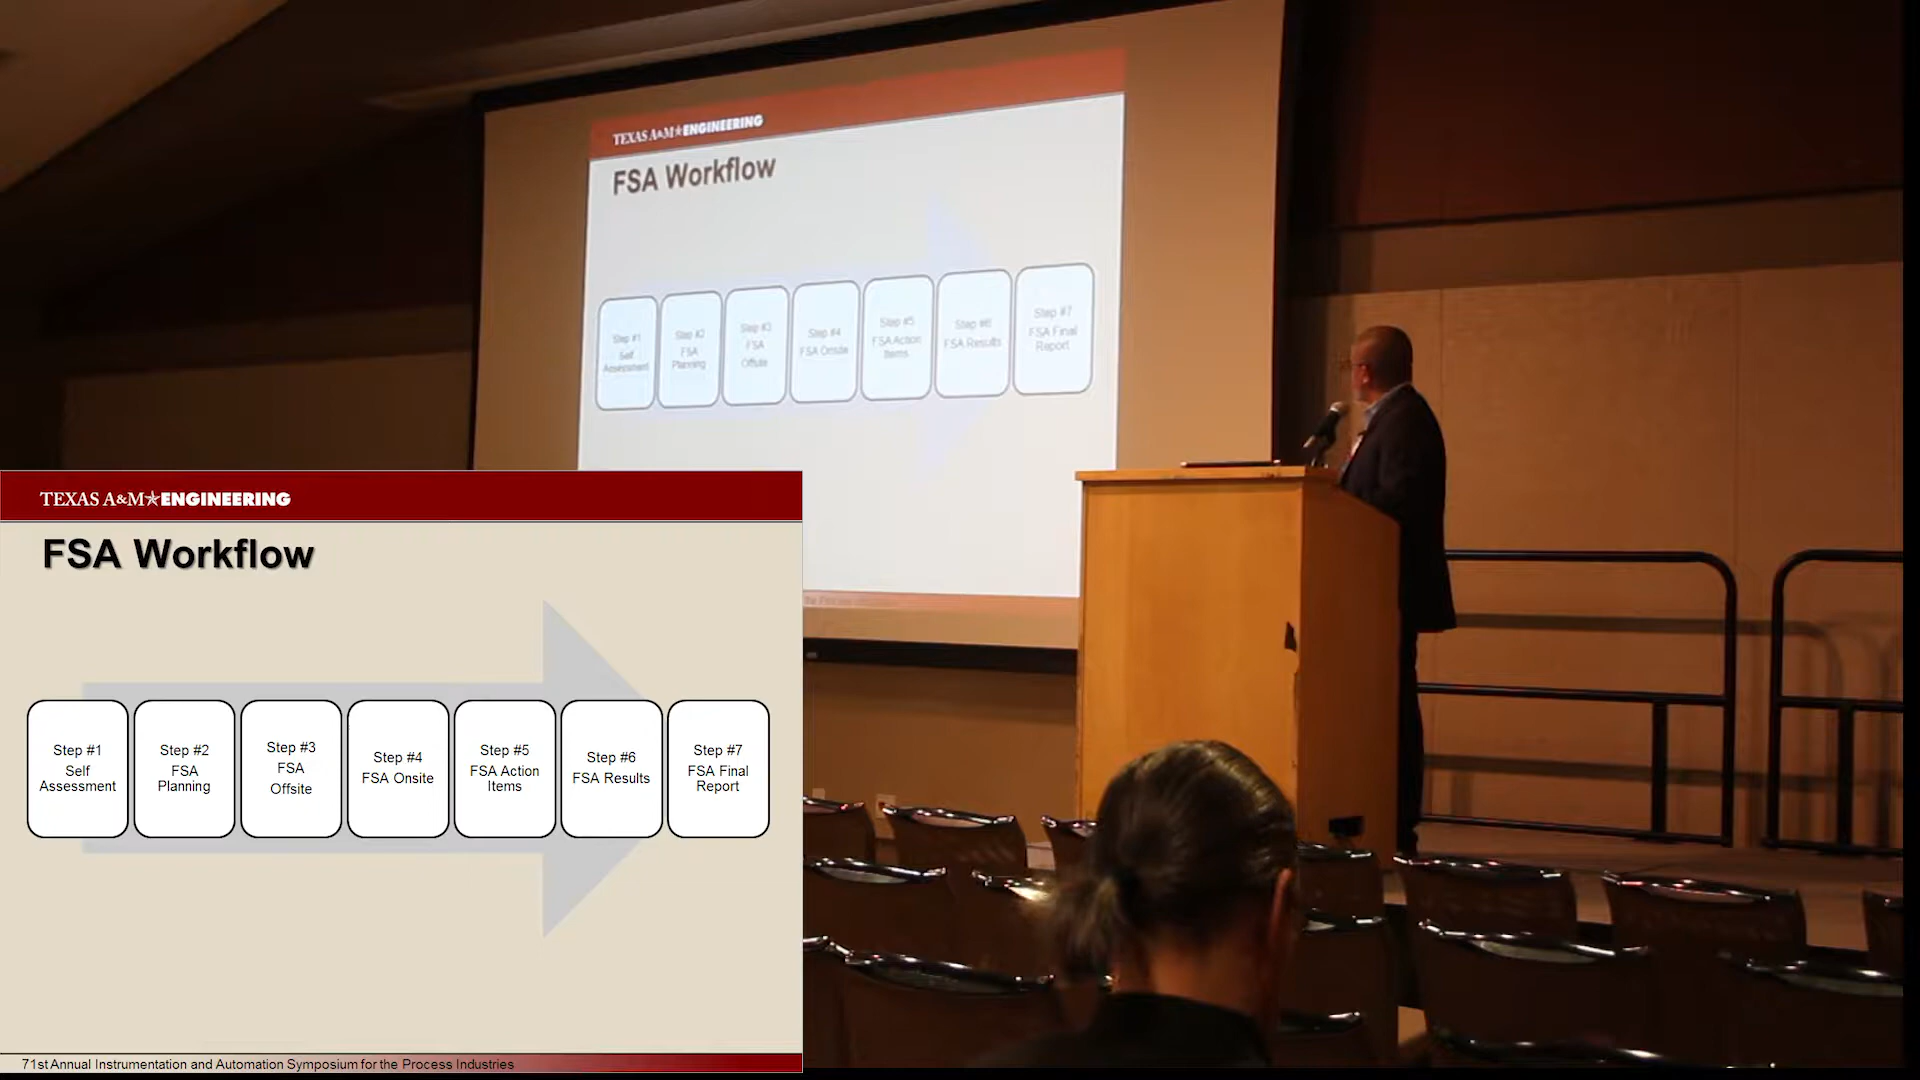 TEXAS A&M★ENGINEERING
FSA Workflow
Step #1
Self
Assessment
Step #2
FSA
Planning
Step #3
FSA
Offsite
Step #4
FSA Onsite
Step #5
FSA Action
Items
Step #6
FSA Results
Step #7
FSA Final
Report
TEXAS A&M★ENGINEERING
FSA Workflow
Step #1
Self
Assessment
Step #2
FSA
Planning
Step #3
FSA
Offsite
Step #4
FSA Onsite
Step #5
FSA Action
Items
Step #6
FSA Results
Step #7
FSA Final
Report
71st Annual Instrumentation and Automation Symposium for the Process Industries